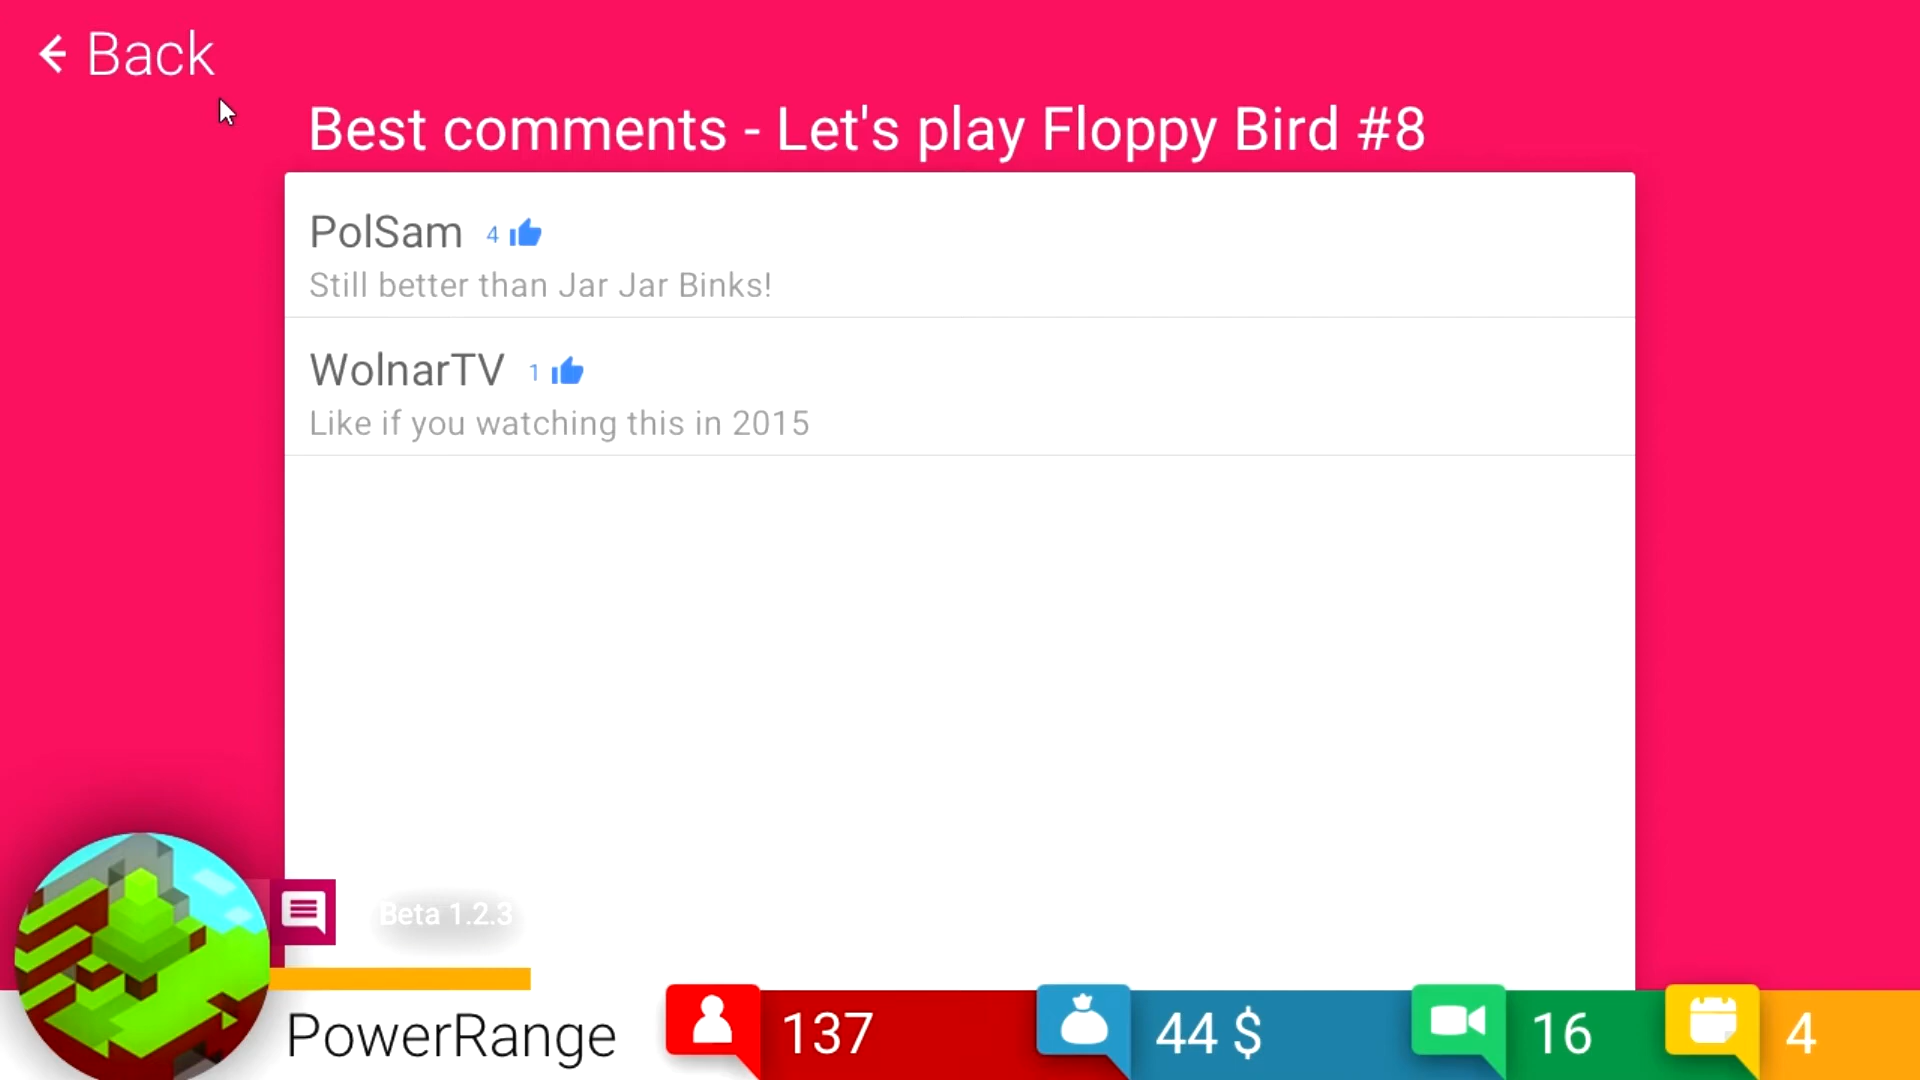 Back
Best comments - Let's play Floppy Bird #8
PolSam 4
Still better than Jar Jar Binks!
WolnarTV 1
Like if you watching this in 2015
Beta 1.2.3
PowerRange
137
44 $
16
4